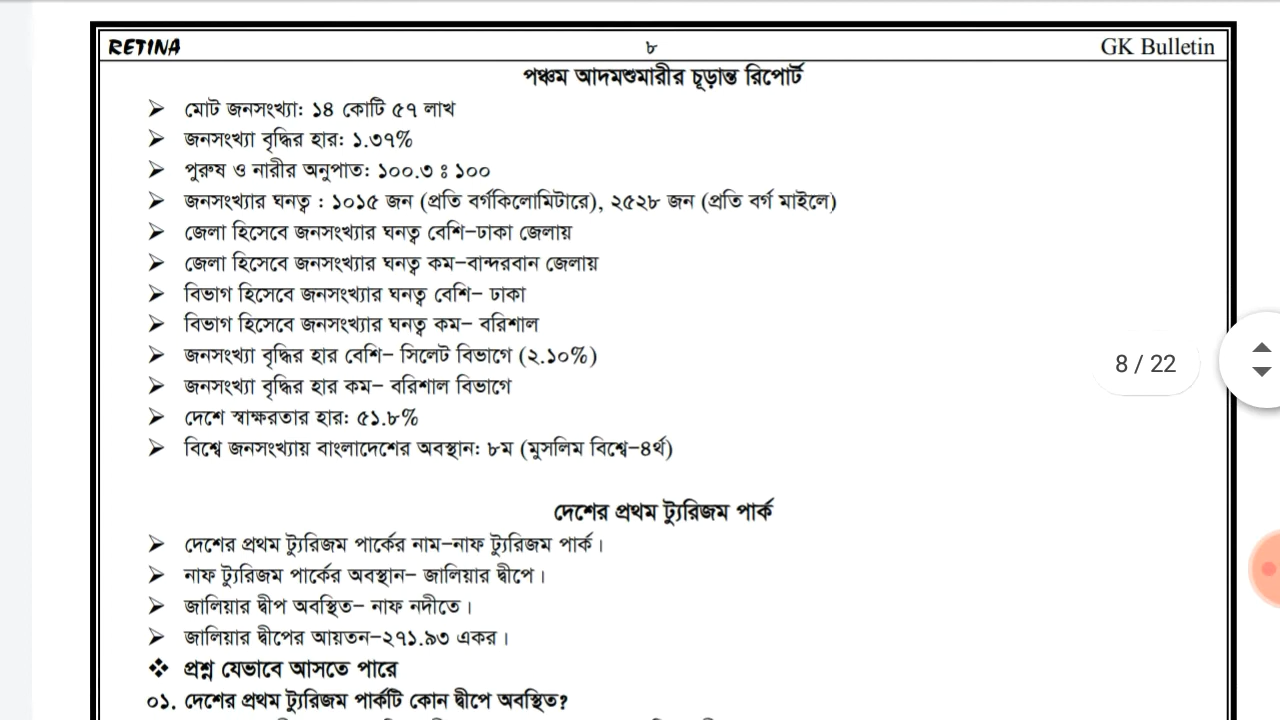 RETINA ৮ GK Bulletin
পঞ্চম আদমশুমারীর চূড়ান্ত রিপোর্ট
➢ মোট জনসংখ্যা: ১৪ কোটি ৫৭ লাখ
➢ জনসংখ্যা বৃদ্ধির হার: ১.৩৭%
➢ পুরুষ ও নারীর অনুপাত: ১০০.৩ ঃ ১০০
➢ জনসংখ্যার ঘনত্ব : ১০১৫ জন (প্রতি বর্গকিলোমিটারে), ২৫২৮ জন (প্রতি বর্গ মাইলে)
➢ জেলা হিসেবে জনসংখ্যার ঘনত্ব বেশি–ঢাকা জেলায়
➢ জেলা হিসেবে জনসংখ্যার ঘনত্ব কম–বান্দরবান জেলায়
➢ বিভাগ হিসেবে জনসংখ্যার ঘনত্ব বেশি– ঢাকা
➢ বিভাগ হিসেবে জনসংখ্যার ঘনত্ব কম– বরিশাল
➢ জনসংখ্যা বৃদ্ধির হার বেশি– সিলেট বিভাগে (২.১০%)
➢ জনসংখ্যা বৃদ্ধির হার কম– বরিশাল বিভাগে
➢ দেশে স্বাক্ষরতার হার: ৫১.৮%
➢ বিশ্বে জনসংখ্যায় বাংলাদেশের অবস্থান: ৮ম (মুসলিম বিশ্বে–৪র্থ)
8 / 22
দেশের প্রথম ট্যুরিজম পার্ক
➢ দেশের প্রথম ট্যুরিজম পার্কের নাম–নাফ ট্যুরিজম পার্ক।
➢ নাফ ট্যুরিজম পার্কের অবস্থান– জালিয়ার দ্বীপে।
➢ জালিয়ার দ্বীপ অবস্থিত– নাফ নদীতে।
➢ জালিয়ার দ্বীপের আয়তন–২৭১.৯৩ একর।
❖ প্রশ্ন যেভাবে আসতে পারে
০১. দেশের প্রথম ট্যুরিজম পার্কটি কোন দ্বীপে অবস্থিত?